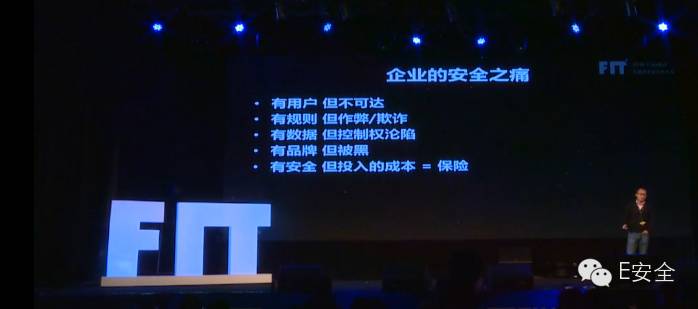 企业的安全之痛
FIT
• 有用户 但不可达
• 有规则 但作弊/欺诈
• 有数据 但控制权沦陷
• 有品牌 但被黑
• 有安全 但投入的成本 = 保险
FIT
E安全